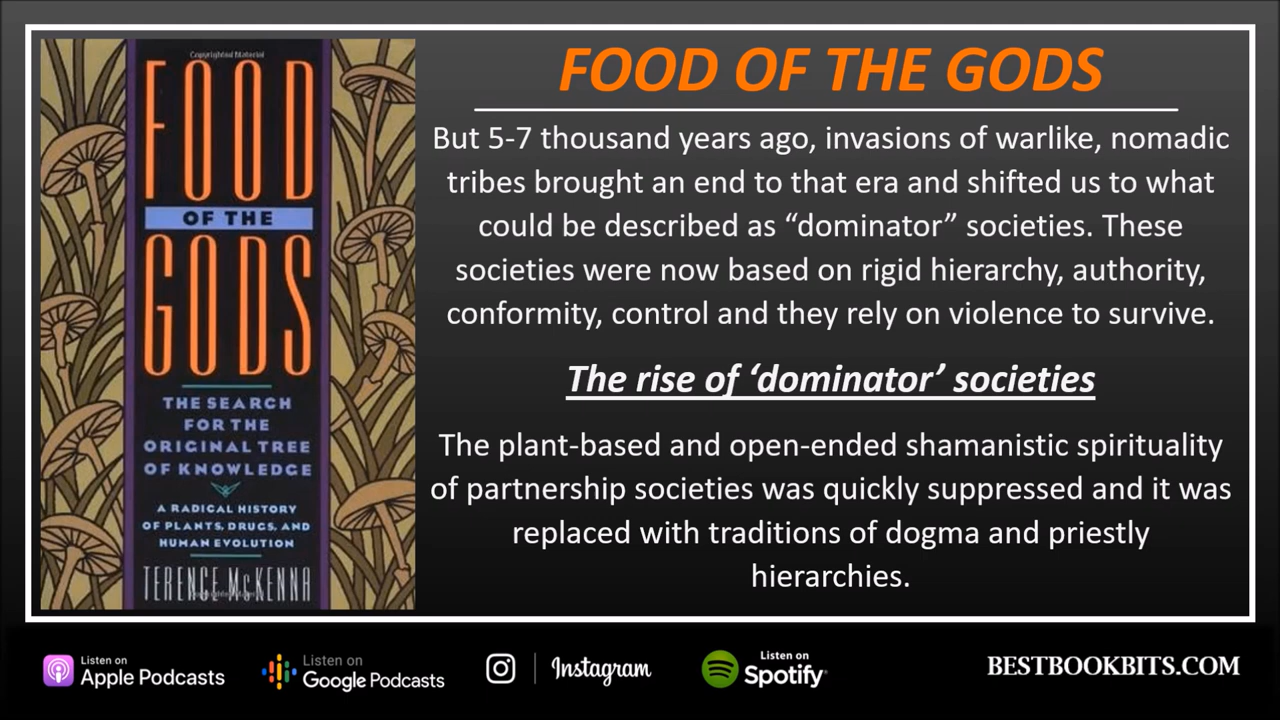 Copyrighted Material
FOOD
OF THE
GODS
THE SEARCH
FOR THE
ORIGINAL TREE
OF KNOWLEDGE
A RADICAL HISTORY
OF PLANTS, DRUGS, AND
HUMAN EVOLUTION
TERENCE McKENNA
FOOD OF THE GODS
But 5-7 thousand years ago, invasions of warlike, nomadic
tribes brought an end to that era and shifted us to what
could be described as “dominator” societies. These
societies were now based on rigid hierarchy, authority,
conformity, control and they rely on violence to survive.
The rise of ‘dominator’ societies
The plant-based and open-ended shamanistic spirituality
of partnership societies was quickly suppressed and it was
replaced with traditions of dogma and priestly
hierarchies.
Listen on
Apple Podcasts
Listen on
Google Podcasts
Instagram
Listen on
Spotify
BESTBOOKBITS.COM